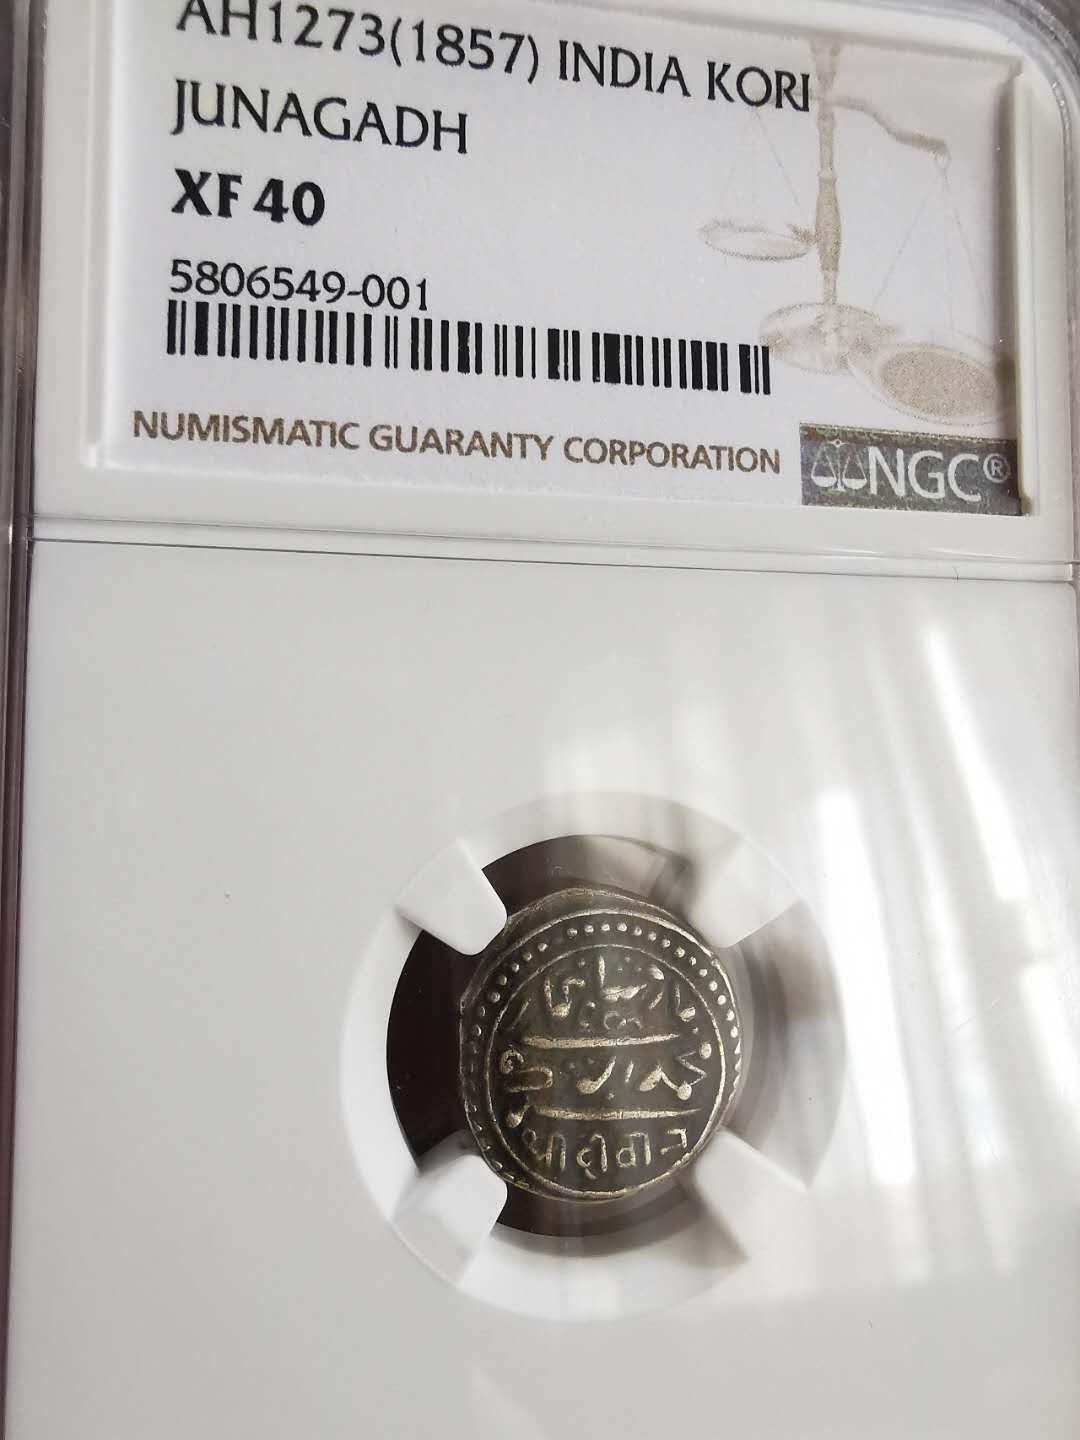 AH1273(1857) INDIA KORI
JUNAGADH
XF 40
5806549-001
NUMISMATIC GUARANTY CORPORATION
NGC®
श्री दीवान